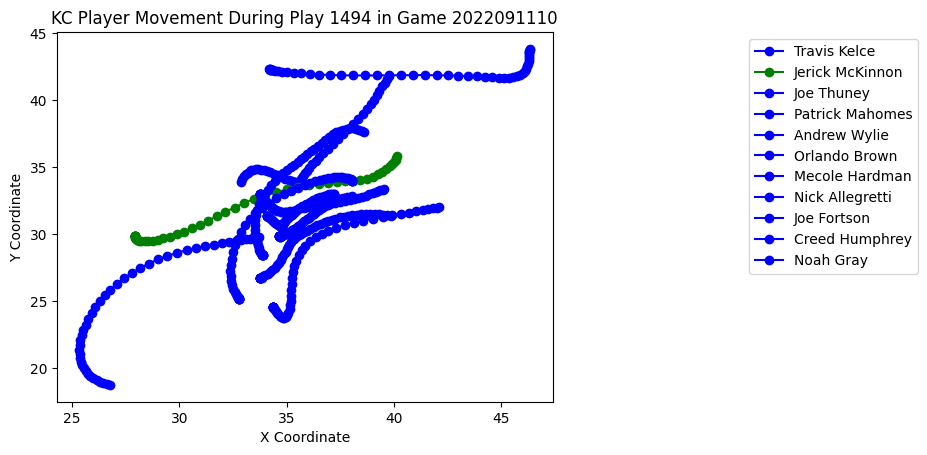 KC Player Movement During Play 1494 in Game 2022091110
45
40
35
30
25
20
Y Coordinate
25
30
35
40
45
X Coordinate
Travis Kelce
Jerick McKinnon
Joe Thuney
Patrick Mahomes
Andrew Wylie
Orlando Brown
Mecole Hardman
Nick Allegretti
Joe Fortson
Creed Humphrey
Noah Gray